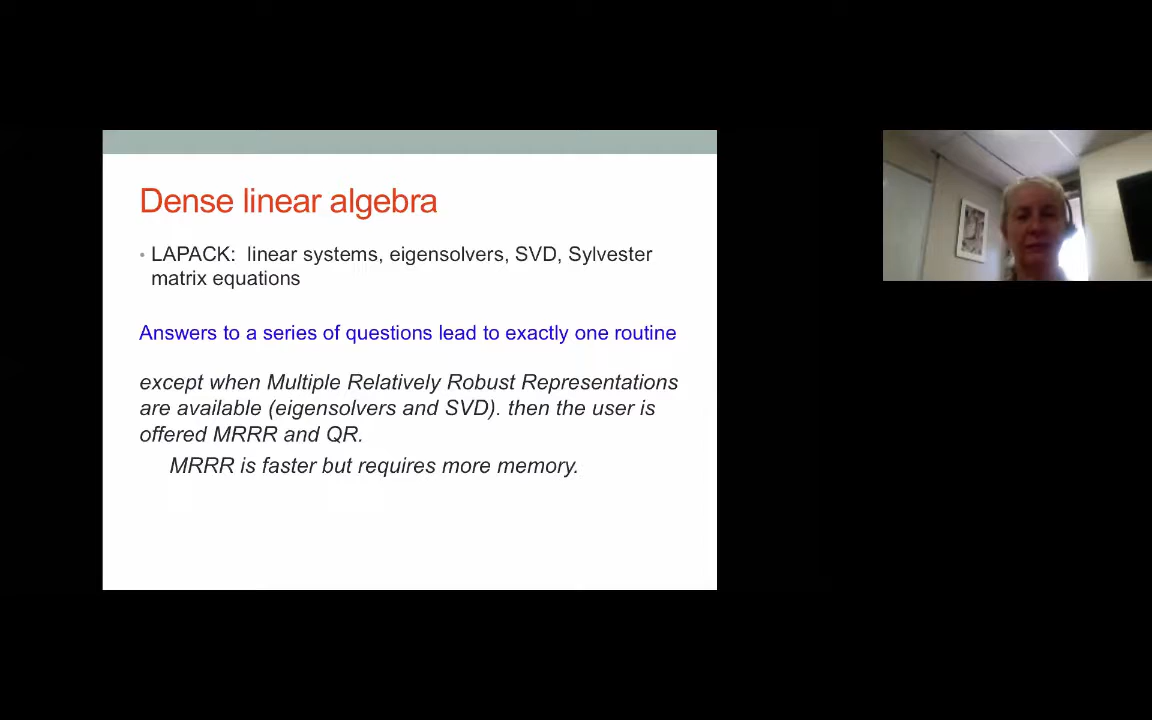 Dense linear algebra
• LAPACK:  linear systems, eigensolvers, SVD, Sylvester
matrix equations
Answers to a series of questions lead to exactly one routine
except when Multiple Relatively Robust Representations
are available (eigensolvers and SVD). then the user is
offered MRRR and QR.
MRRR is faster but requires more memory.